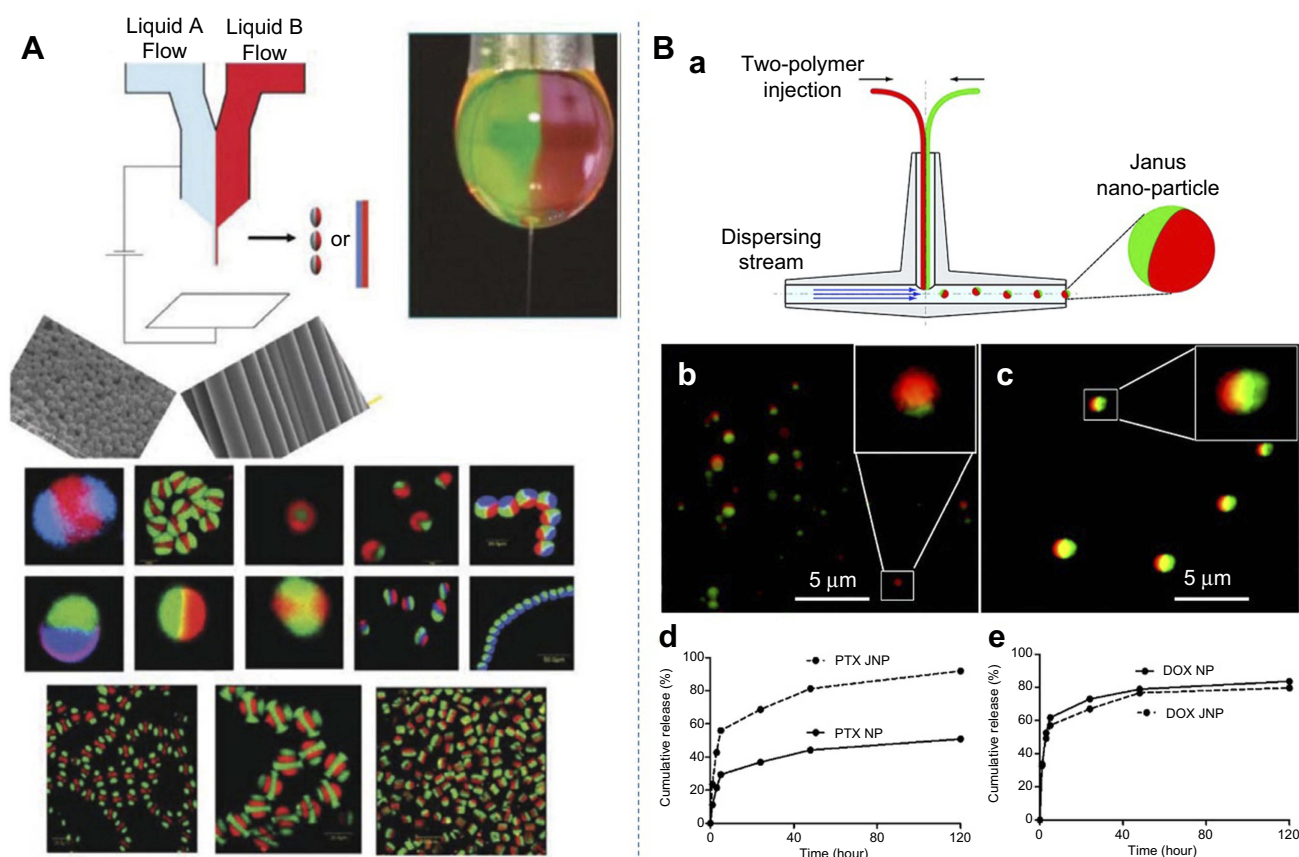 A
Liquid A
Flow
Liquid B
Flow
or
B
a
Two-polymer
injection
Janus
nano-particle
Dispersing
stream
b
5 μm
c
5 μm
d
Cumulative release (%)
100
80
60
40
20
0
PTX JNP
PTX NP
0
40
80
120
Time (hour)
e
Cumulative release (%)
100
80
60
40
20
0
DOX NP
DOX JNP
0
40
80
120
Time (hour)